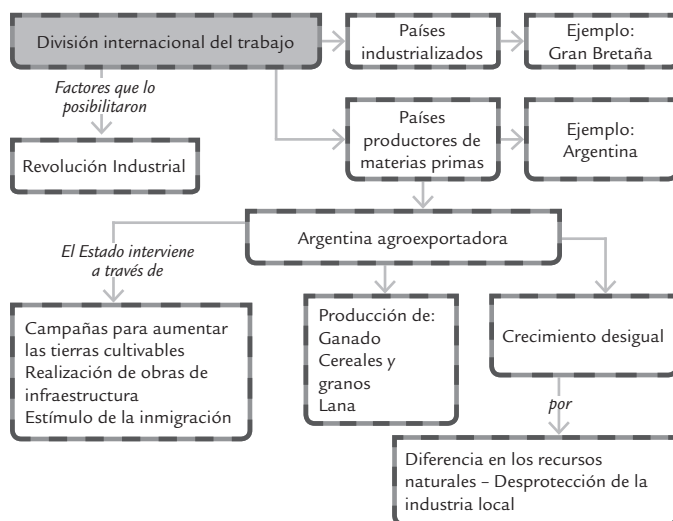 División internacional del trabajo
Países
industrializados
Ejemplo:
Gran Bretaña
Factores que lo
posibilitaron
Revolución Industrial
Países
productores de
materias primas
Ejemplo:
Argentina
Argentina agroexportadora
El Estado interviene
a través de
Campañas para aumentar
las tierras cultivables
Realización de obras de
infraestructura
Estímulo de la inmigración
Producción de:
Ganado
Cereales y
granos
Lana
Crecimiento desigual
por
Diferencia en los recursos
naturales – Desprotección de la
industria local